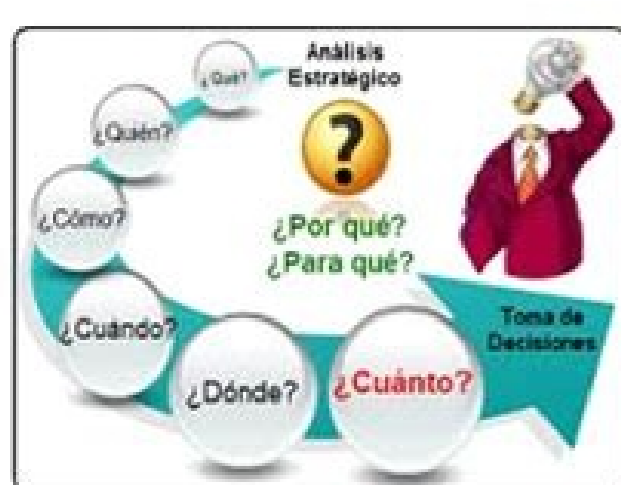 Análisis
Estratégico
¿Qué?
¿Quién?
¿Cómo?
¿Cuándo?
¿Dónde?
¿Cuánto?
¿Por qué?
¿Para qué?
Toma de
Decisiones